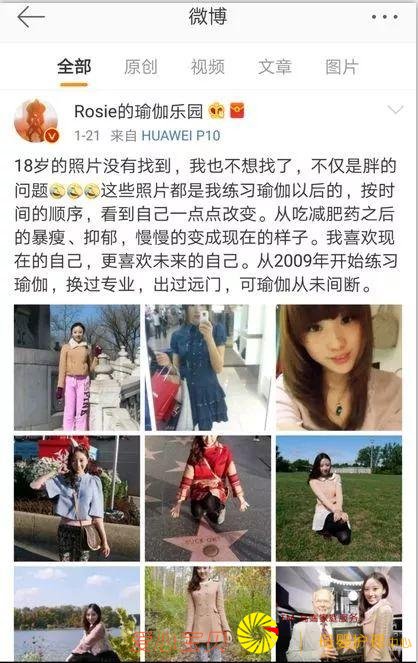 微博
全部 原创 视频 文章 图片
Rosie的瑜伽乐园
1-21 来自 HUAWEI P10
18岁的照片没有找到，我也不想找了，不仅是胖的
问题这些照片都是我练习瑜伽以后的，按时
间的顺序，看到自己一点点改变。从吃减肥药之后
的暴瘦、抑郁，慢慢的变成现在的样子。我喜欢现
在的自己，更喜欢未来的自己。从2009年开始练习
瑜伽，换过专业，出过远门，可瑜伽从未间断。